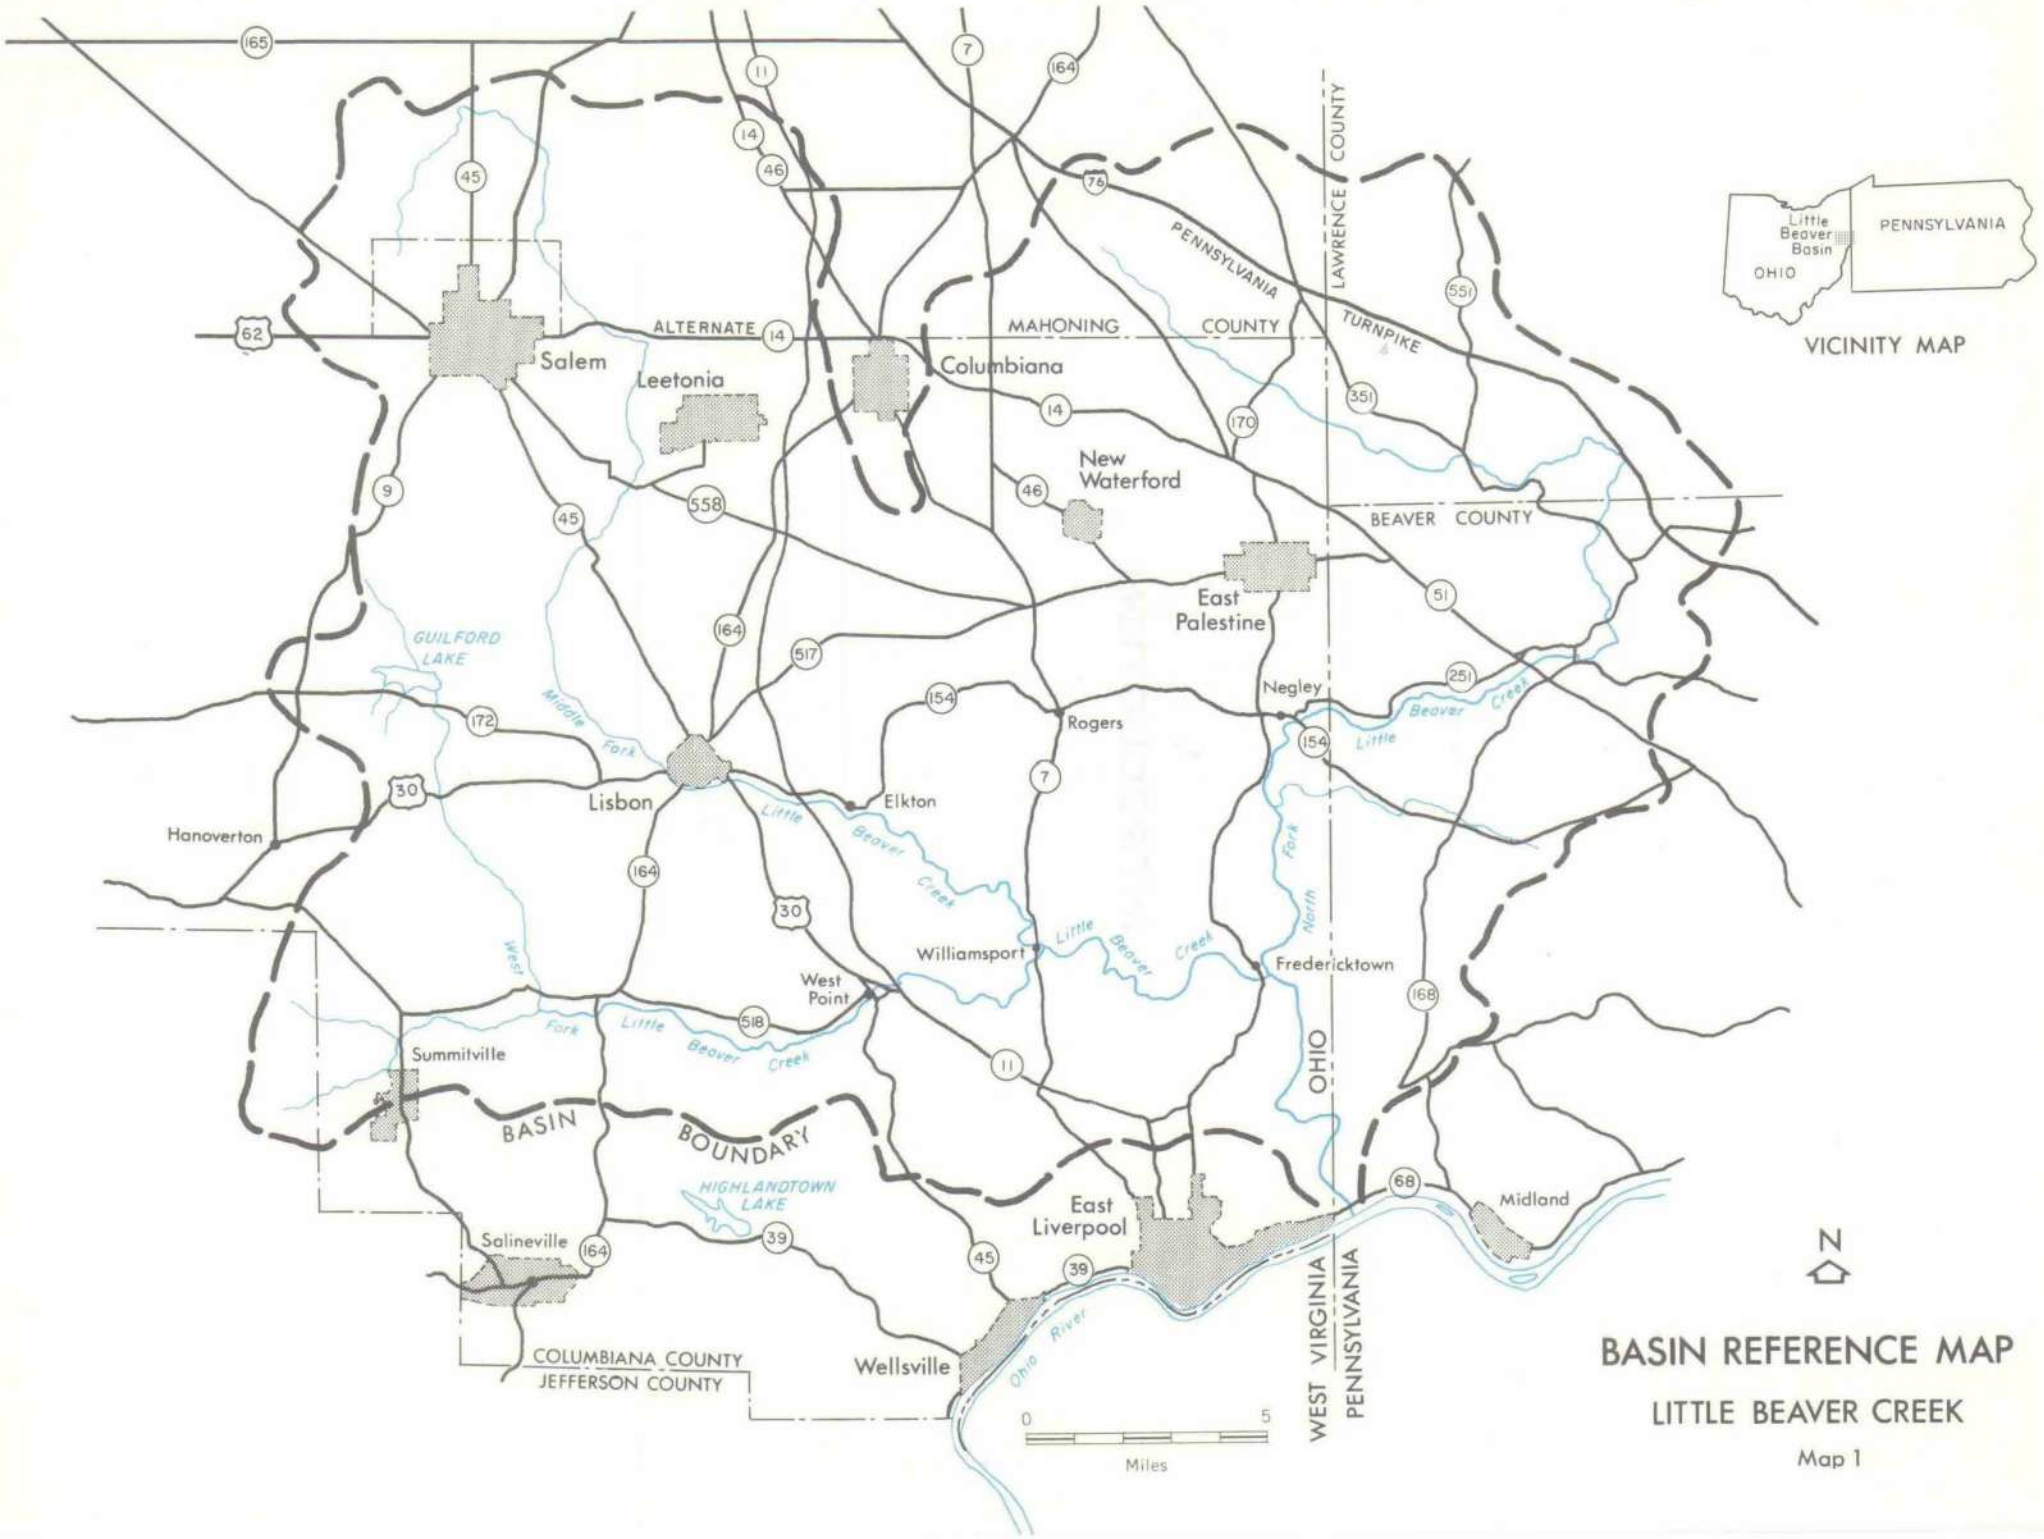 165
11
7
164
14
46
45
76
LAWRENCE COUNTY
PENNSYLVANIA
TURNPIKE
551
Little
Beaver
Basin
PENNSYLVANIA
OHIO
VICINITY MAP
62
ALTERNATE
14
MAHONING
COUNTY
Salem
Leetonia
Columbiana
14
351
170
9
45
558
New
Waterford
46
BEAVER COUNTY
East
Palestine
51
GUILFORD
LAKE
164
517
Middle
Fork
172
154
Rogers
Negley
251
Beaver
Creek
Little
154
30
Lisbon
Little
Elkton
7
Hanoverton
Beaver
Creek
Fork
North
164
30
West
Williamsport
Little
Beaver
Creek
Fredericktown
West
Point
168
518
Fork
Little
Beaver
Creek
Summitville
11
OHIO
BASIN
BOUNDARY
HIGHLANDTOWN
LAKE
68
Midland
East
Liverpool
Salineville
164
39
45
39
N
Ohio River
WEST VIRGINIA
PENNSYLVANIA
COLUMBIANA COUNTY
JEFFERSON COUNTY
Wellsville
0
5
Miles
BASIN REFERENCE MAP
LITTLE BEAVER CREEK
Map 1